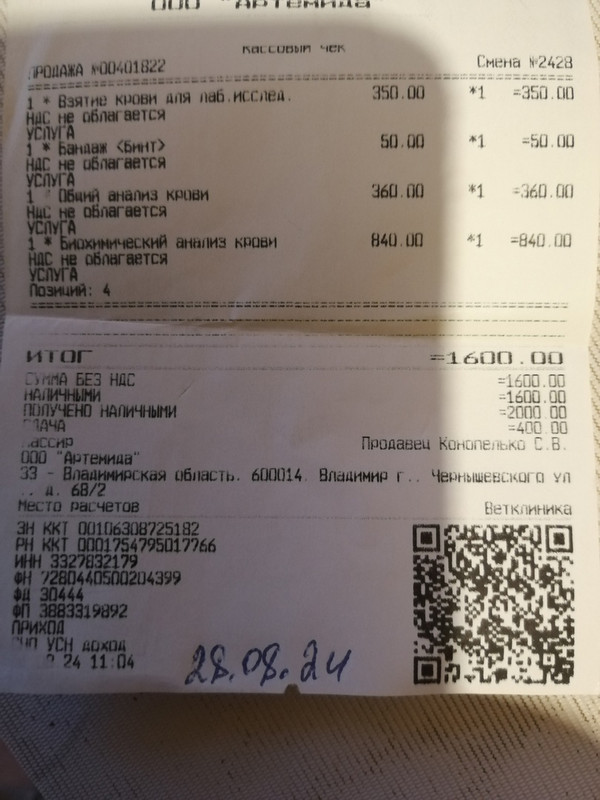 ООО "Артемида"
Кассовый чек
ПРОДАЖА №00401822 Смена №2428
1 * Взятие крови для лаб.исслед. 350.00 *1 =350.00
НДС не облагается
УСЛУГА
1 * Бандаж <Бинт> 50.00 *1 =50.00
НДС не облагается
УСЛУГА
1 * Общий анализ крови 360.00 *1 =360.00
НДС не облагается
УСЛУГА
1 * Биохимический анализ крови 840.00 *1 =840.00
НДС не облагается
УСЛУГА
Позиций: 4
ИТОГ =1600.00
СУММА БЕЗ НДС =1600.00
НАЛИЧНЫМИ =1600.00
ПОЛУЧЕНО НАЛИЧНЫМИ =2000.00
СДАЧА =400.00
Кассир Продавец Конопелько С.В.
ООО "Артемида"
33 - Владимирская область. 600014. Владимир г.. Чернышевского ул
.. д. 68/2
Место расчетов Ветклиника
ЗН ККТ 00106308725182
РН ККТ 0001754795017766
ИНН 3327832179
ФН 7280440500204399
ФД 30444
ФП 3883319892
ПРИХОД
УСН доход
24 11:04
28.08.24